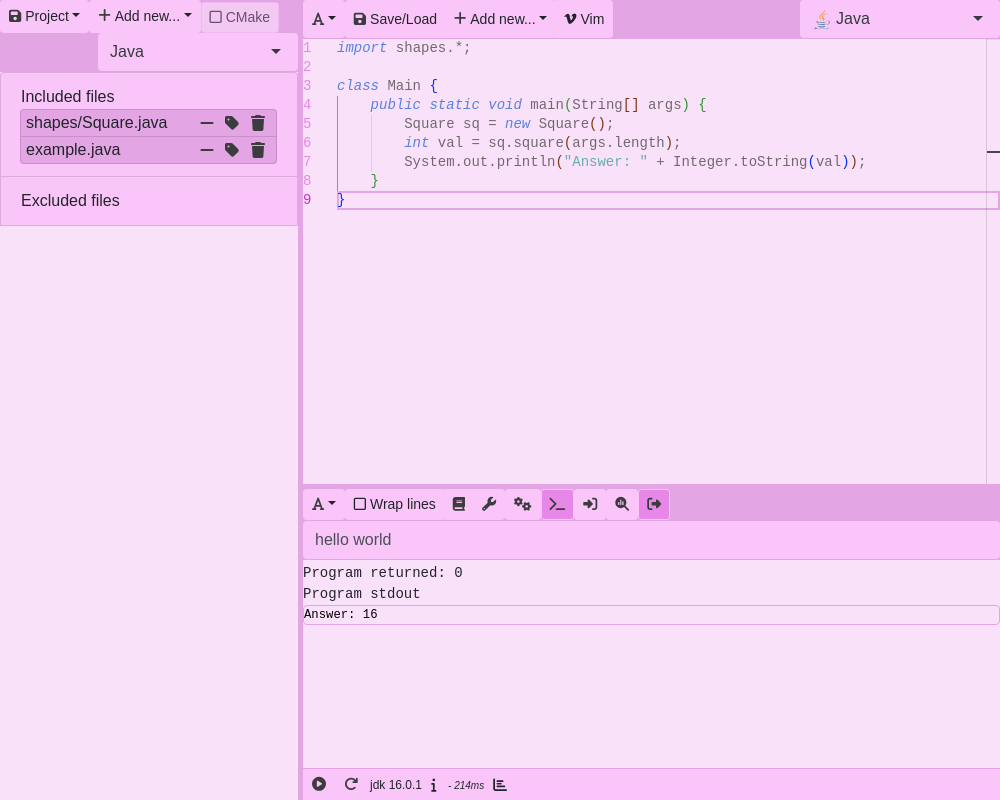 Project Add new... CMake
Java
Included files
shapes/Square.java
example.java
Excluded files
A Save/Load Add new... Vim Java
1 import shapes.*;
2
3 class Main {
4 public static void main(String[] args) {
5 Square sq = new Square();
6 int val = sq.square(args.length);
7 System.out.println("Answer: " + Integer.toString(val));
8 }
9 }
A Wrap lines
hello world
Program returned: 0
Program stdout
Answer: 16
jdk 16.0.1 i - 214ms